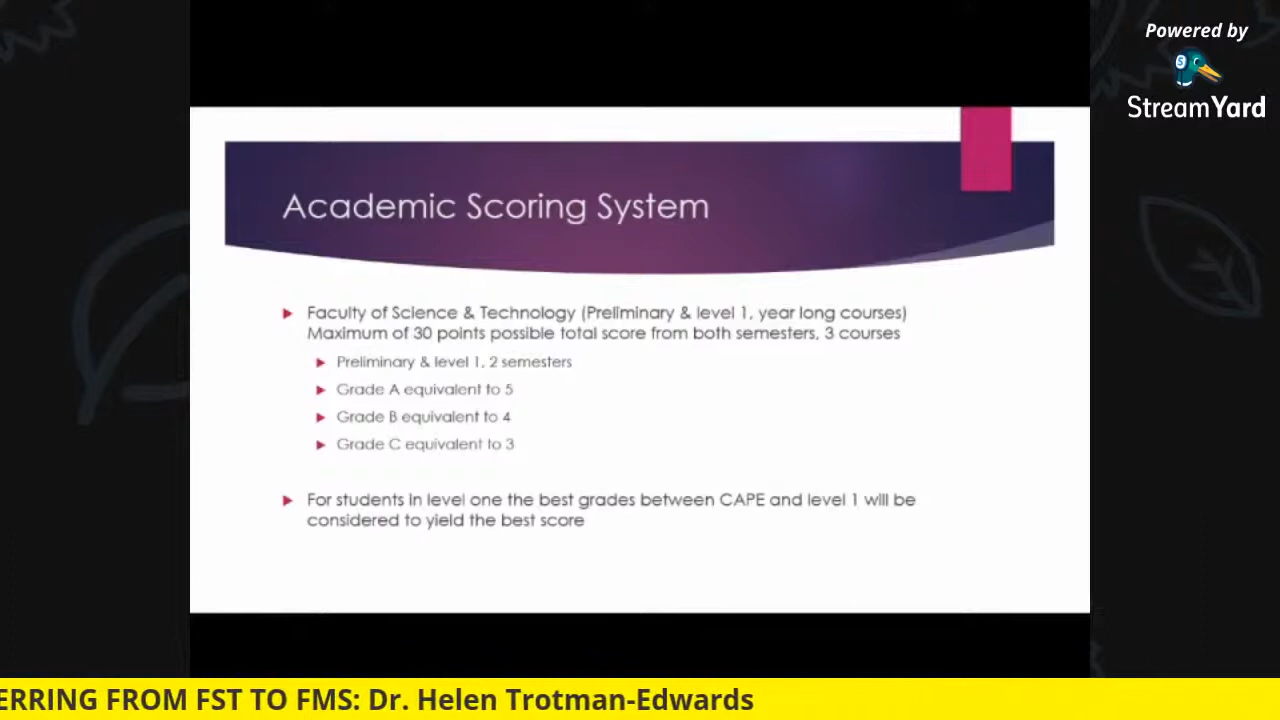 Powered by
StreamYard
Academic Scoring System
Faculty of Science & Technology (Preliminary & level 1, year long courses)
Maximum of 30 points possible total score from both semesters, 3 courses
Preliminary & level 1, 2 semesters
Grade A equivalent to 5
Grade B equivalent to 4
Grade C equivalent to 3
For students in level one the best grades between CAPE and level 1 will be
considered to yield the best score
ERRING FROM FST TO FMS: Dr. Helen Trotman-Edwards